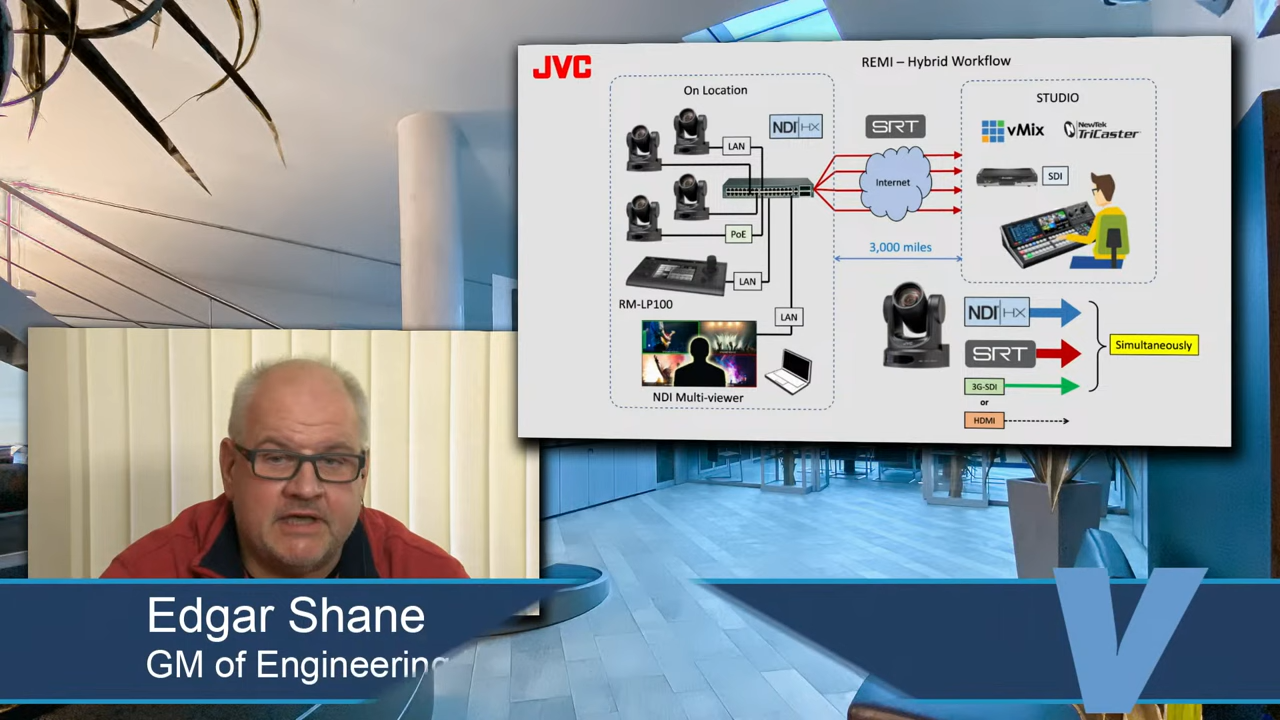 JVC
REMI – Hybrid Workflow
On Location
NDI|HX
LAN
PoE
LAN
RM-LP100
LAN
NDI Multi-viewer
SRT
Internet
3,000 miles
STUDIO
vMix
NewTek
TriCaster
SDI
NDI|HX
SRT
3G-SDI
or
HDMI
Simultaneously
Edgar Shane
GM of Engineering
V